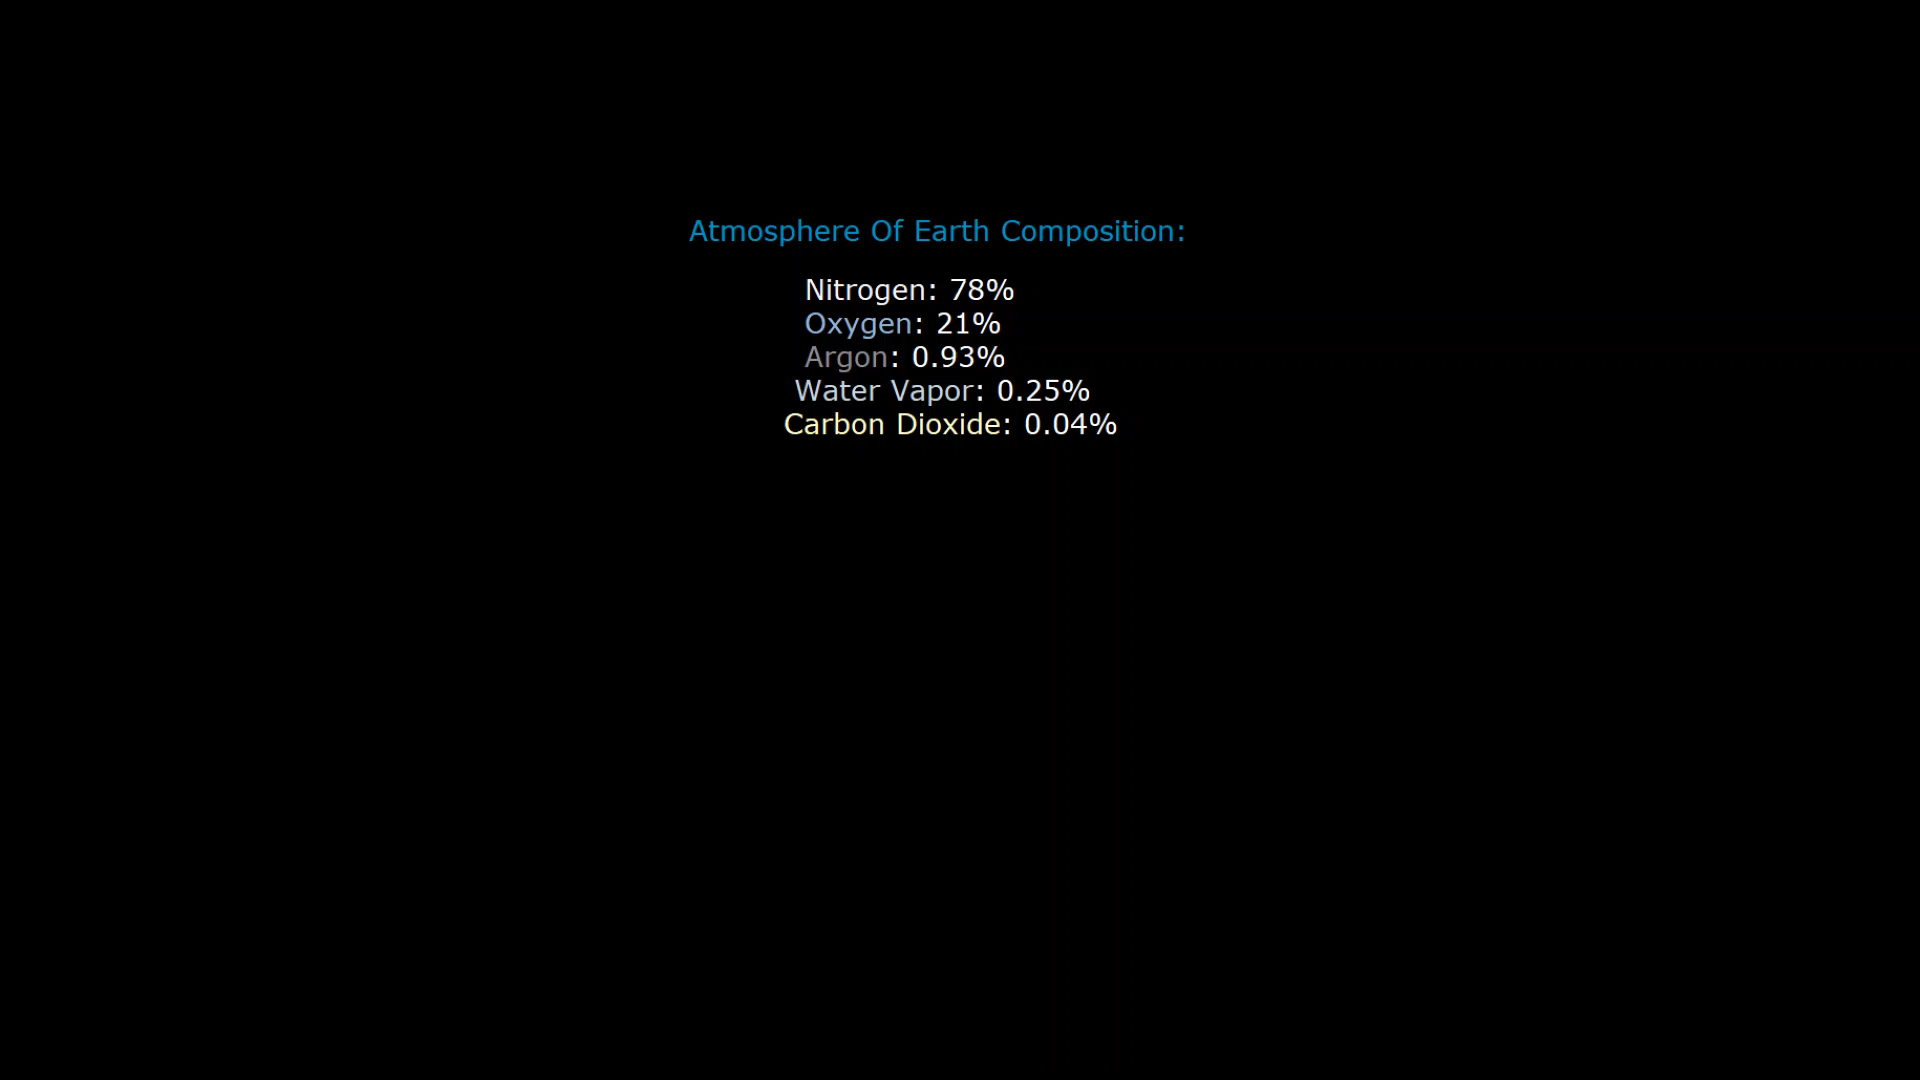 Atmosphere Of Earth Composition:
Nitrogen: 78%
Oxygen: 21%
Argon: 0.93%
Water Vapor: 0.25%
Carbon Dioxide: 0.04%